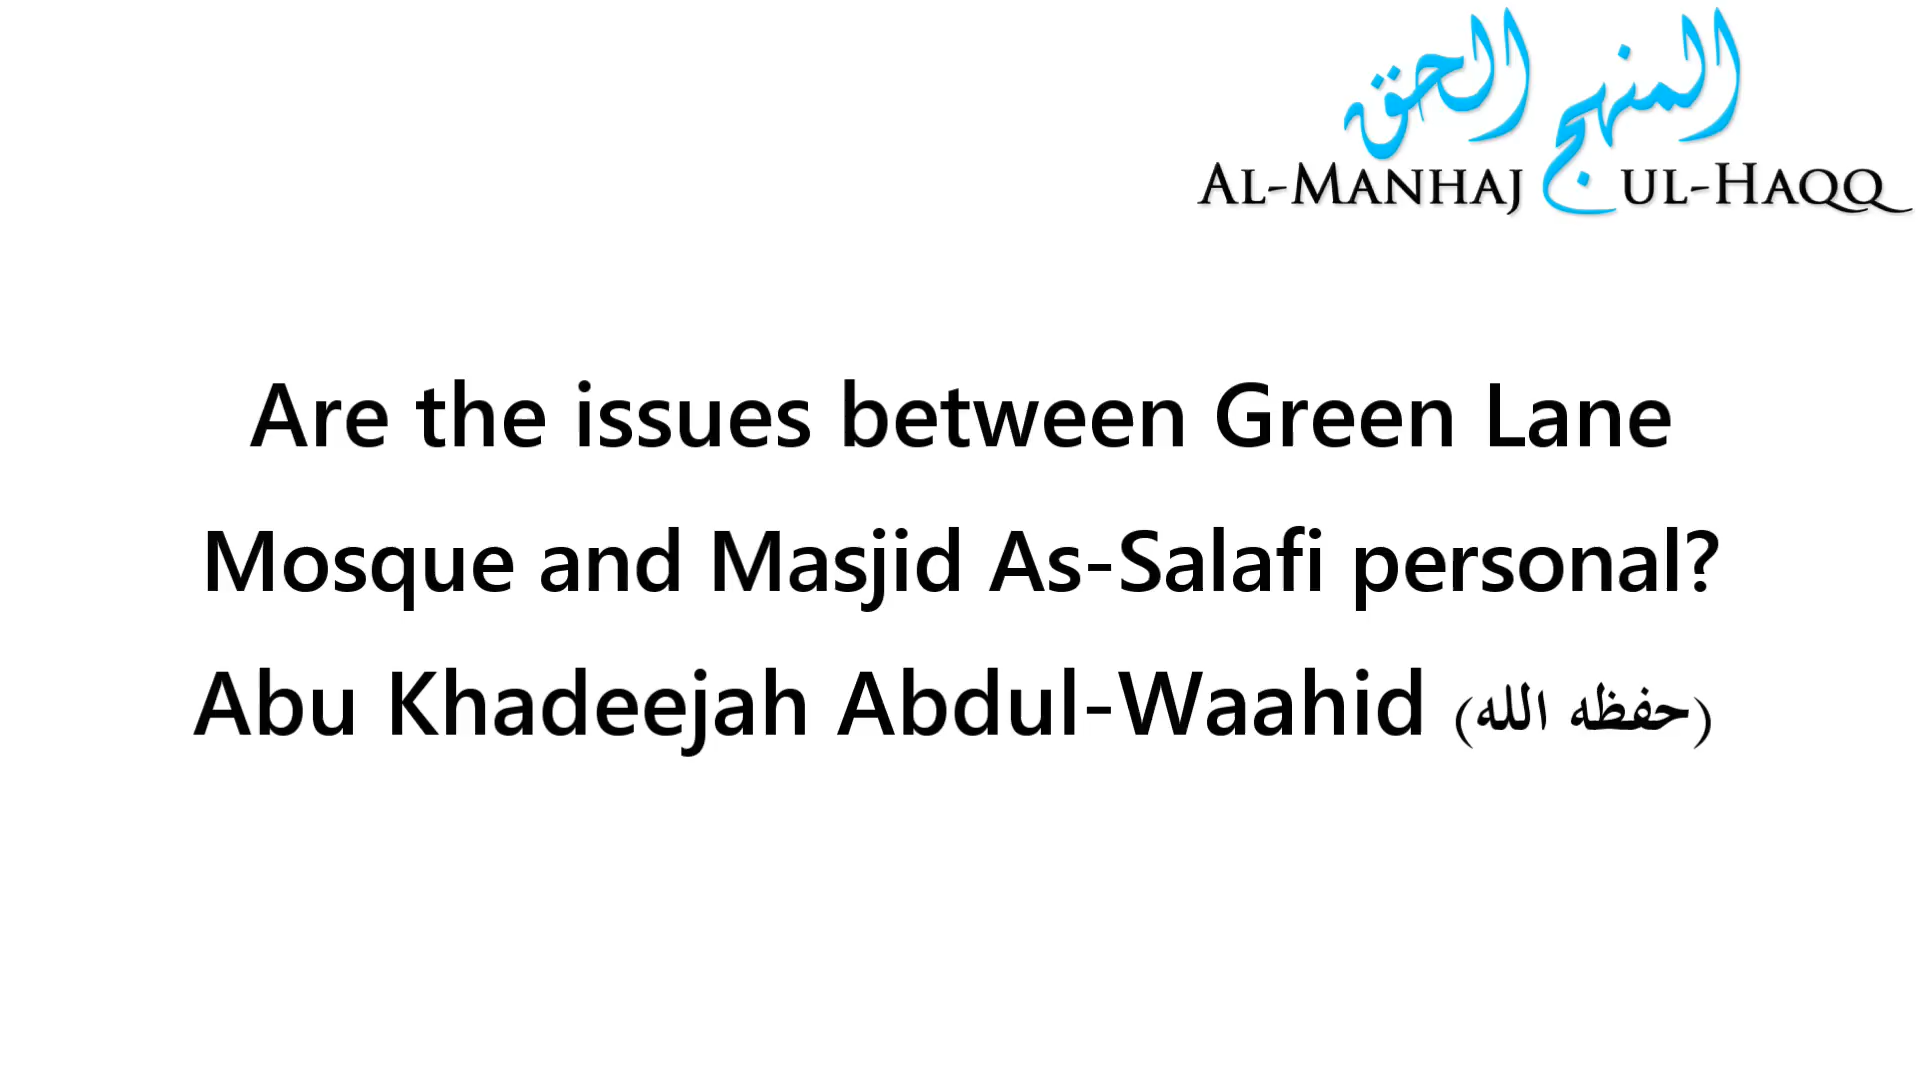 المنهج الحق
AL-MANHAJ UL-HAQQ
Are the issues between Green Lane
Mosque and Masjid As-Salafi personal?
Abu Khadeejah Abdul-Waahid (حفظه الله)